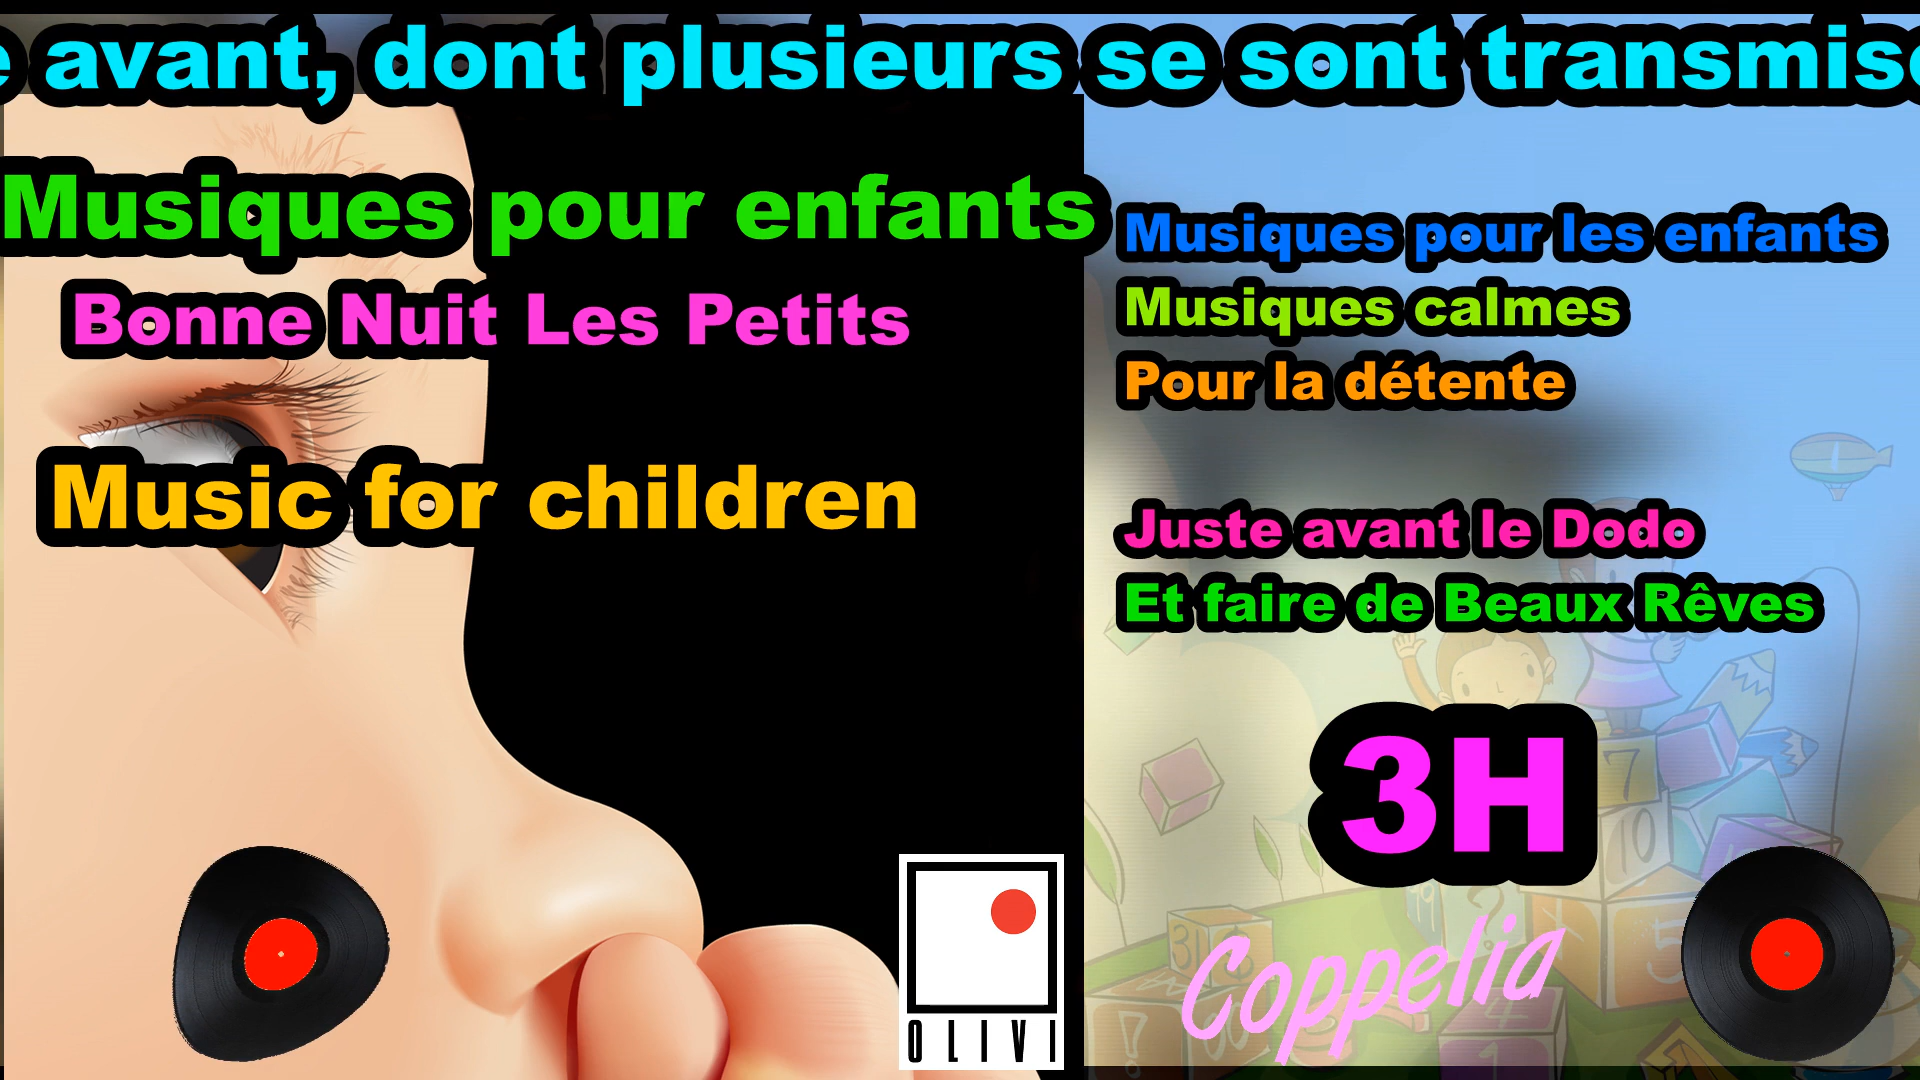 avant, dont plusieurs se sont transmis
Musiques pour enfants
Bonne Nuit Les Petits
Music for children
Musiques pour les enfants
Musiques calmes
Pour la détente
Juste avant le Dodo
Et faire de Beaux Rêves
3H
Coppelia
OLIVI